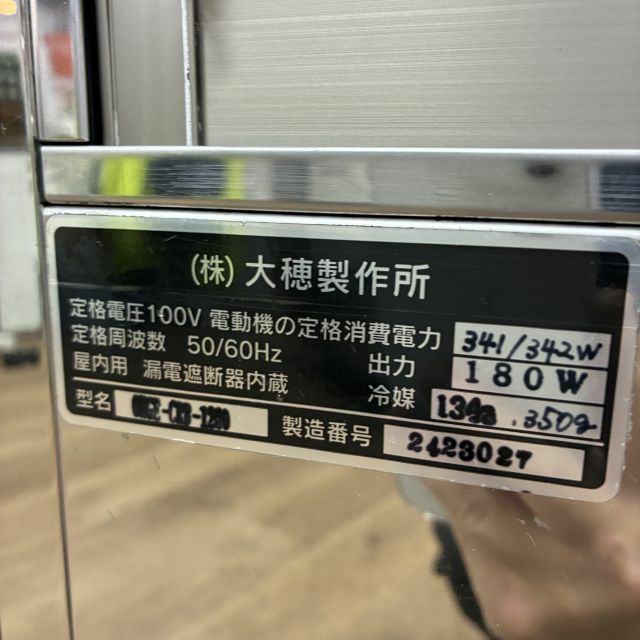 (株) 大穂製作所
定格電圧100V 電動機の定格消費電力 341/342W
定格周波数 50/60Hz 出力 180W
屋内用 漏電遮断器内蔵 冷媒 134a . 350g
型名 製造番号 2423027